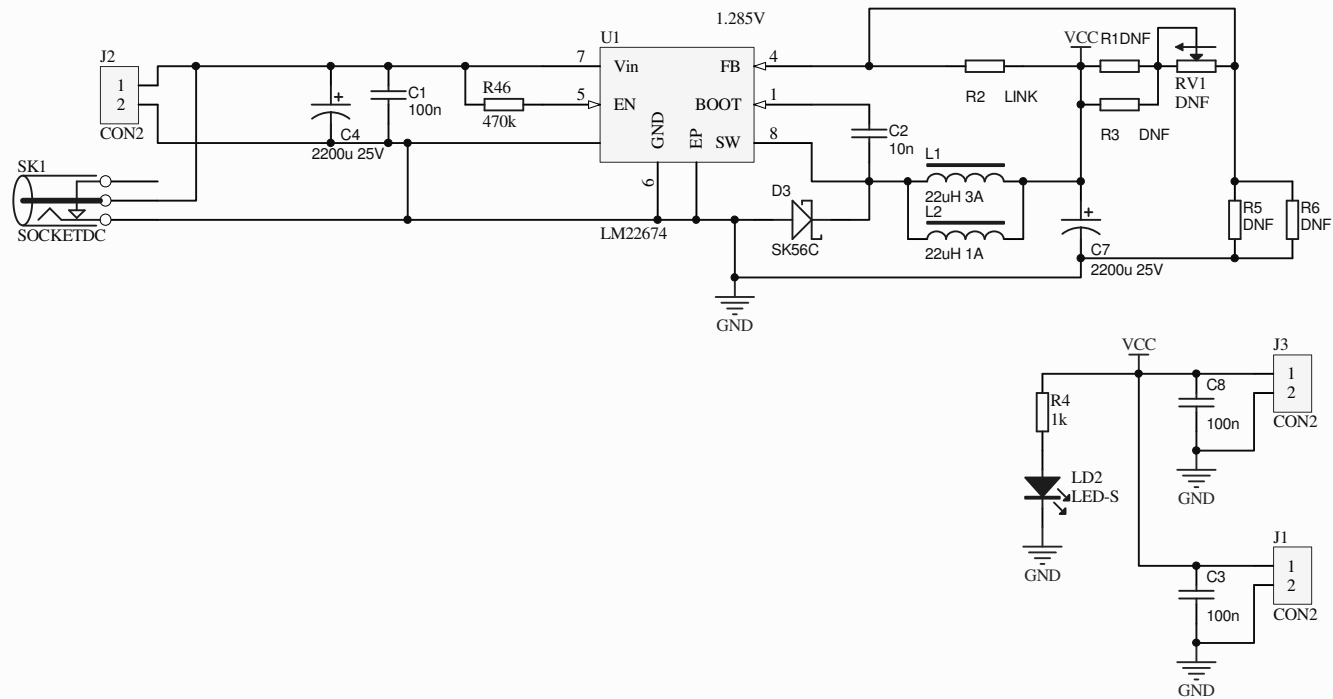 1.285V
J2
1
2
CON2
SK1
SOCKETDC
C4
2200u 25V
C1
100n
R46
470k
U1
7
Vin
5
EN
GND
6
EP
FB
4
BOOT
1
SW
8
LM22674
C2
10n
D3
SK56C
L1
22uH 3A
L2
22uH 1A
GND
R2 LINK
VCC
R1DNF
RV1
DNF
R3 DNF
C7
2200u 25V
R5
DNF
R6
DNF
VCC
R4
1k
LD2
LED-S
GND
C8
100n
GND
J3
1
2
CON2
C3
100n
GND
J1
1
2
CON2